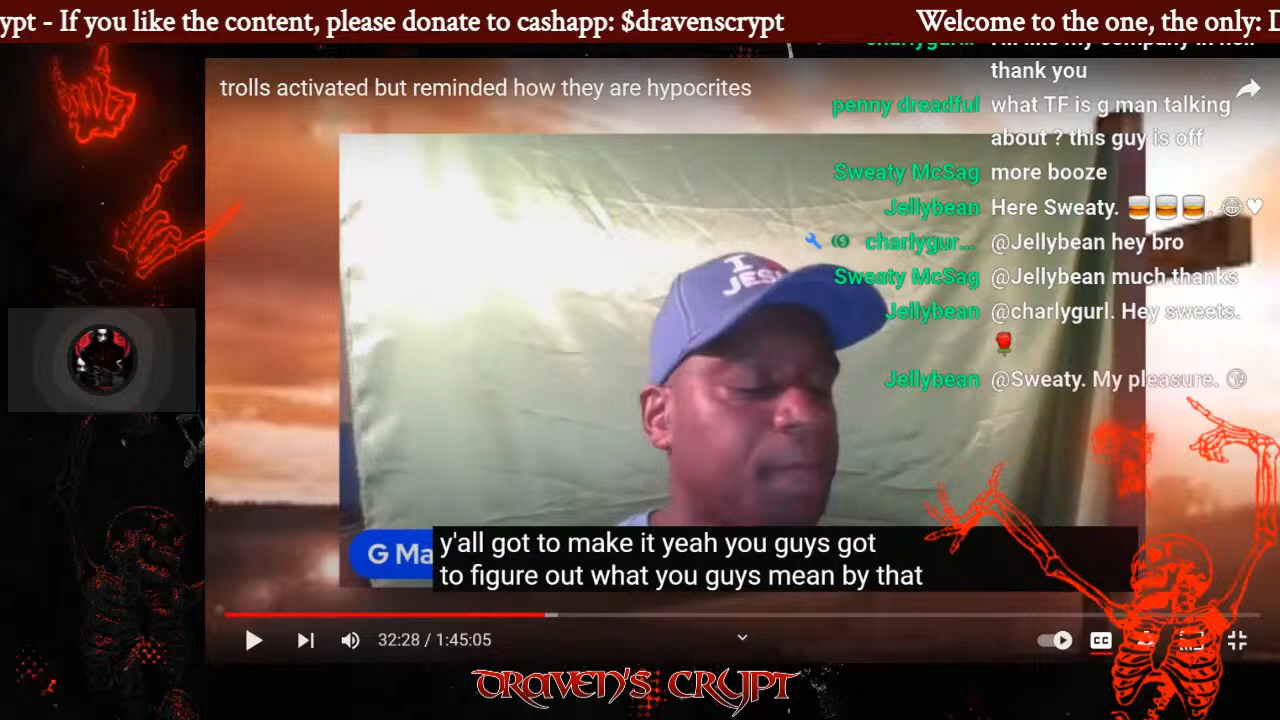 ypt - If you like the content, please donate to cashapp: $dravenscrypt
Welcome to the one, the only: D
trolls activated but reminded how they are hypocrites
thank you
penny dreadful what TF is g man talking
about ? this guy is off
Sweaty McSag more booze
Jellybean Here Sweaty. 🥃🥃🥃. 😂♥
charlygur... @Jellybean hey bro
Sweaty McSag @Jellybean much thanks
Jellybean @charlygurl. Hey sweets.
🌹
Jellybean @Sweaty. My pleasure. 😘
I
JES
G Ma
y'all got to make it yeah you guys got
to figure out what you guys mean by that
32:28 / 1:45:05
CC
DRAVEN'S CRYPT